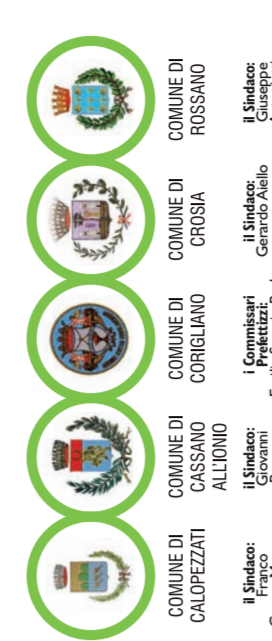 COMUNE DI
CALOPEZZATI
il Sindaco:
Franco
COMUNE DI
CASSANO
ALL'IONIO
il Sindaco:
Giovanni
COMUNE DI
CORIGLIANO
i Commissari
Prefettizzi:
COMUNE DI
CROSIA
il Sindaco:
Gerardo Aiello
COMUNE DI
ROSSANO
il Sindaco:
Giuseppe